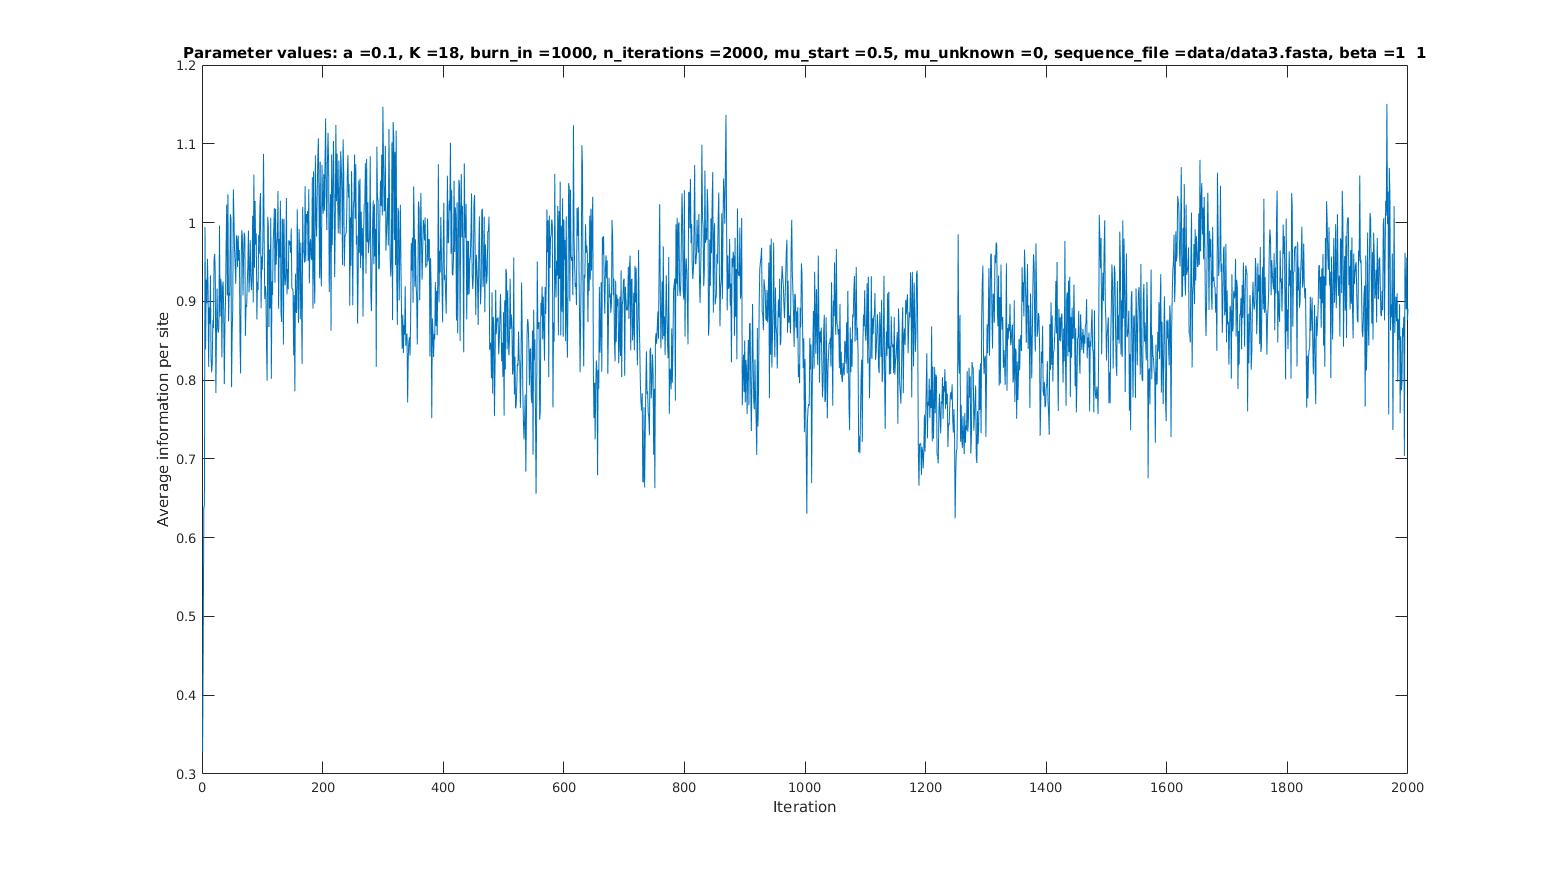 Parameter values: a =0.1, K =18, burn_in =1000, n_iterations =2000, mu_start =0.5, mu_unknown =0, sequence_file =data/data3.fasta, beta =1  1
1.2
1.1
1
0.9
0.8
0.7
0.6
0.5
0.4
0.3
Average information per site
0 200 400 600 800 1000 1200 1400 1600 1800 2000
Iteration